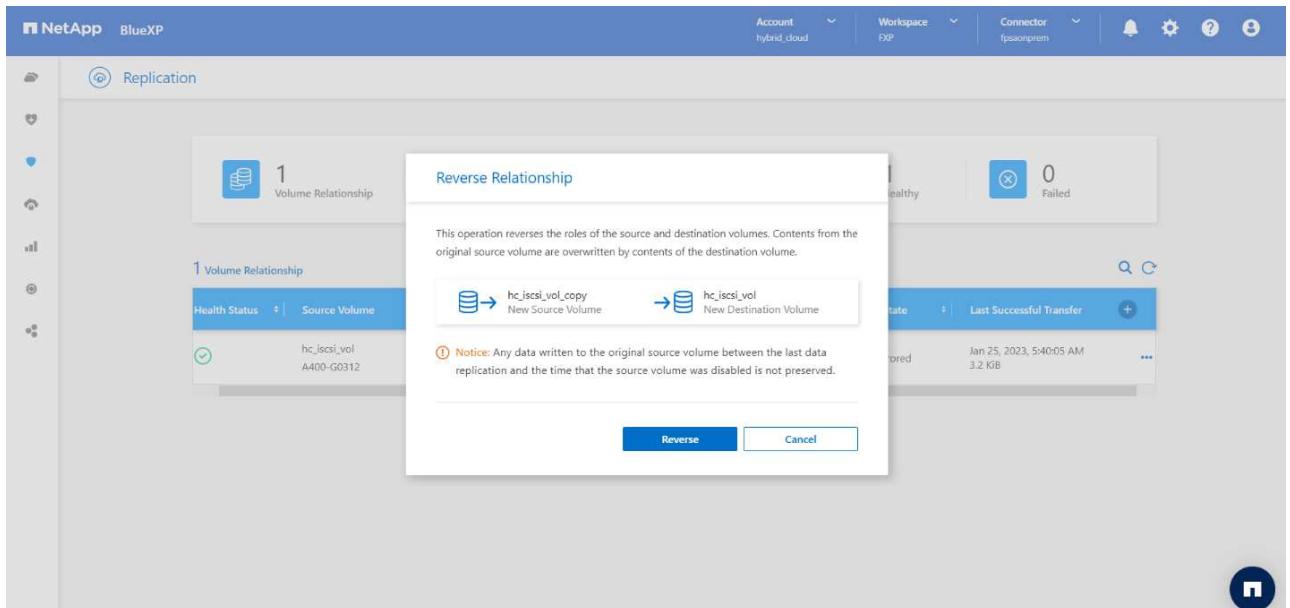 NetApp BlueXP
Account
hybrid_cloud
Workspace
FXP
Connector
fpsaonprem
Replication
1
Volume Relationship
Reverse Relationship
This operation reverses the roles of the source and destination volumes. Contents from the
original source volume are overwritten by contents of the destination volume.
hc_iscsi_vol_copy
New Source Volume
hc_iscsi_vol
New Destination Volume
Notice: Any data written to the original source volume between the last data
replication and the time that the source volume was disabled is not preserved.
Reverse
Cancel
ealthy
0
Failed
1 Volume Relationship
Health Status
Source Volume
tate
Last Successful Transfer
hc_iscsi_vol
A400-G0312
rored
Jan 25, 2023, 5:40:05 AM
3.2 KiB